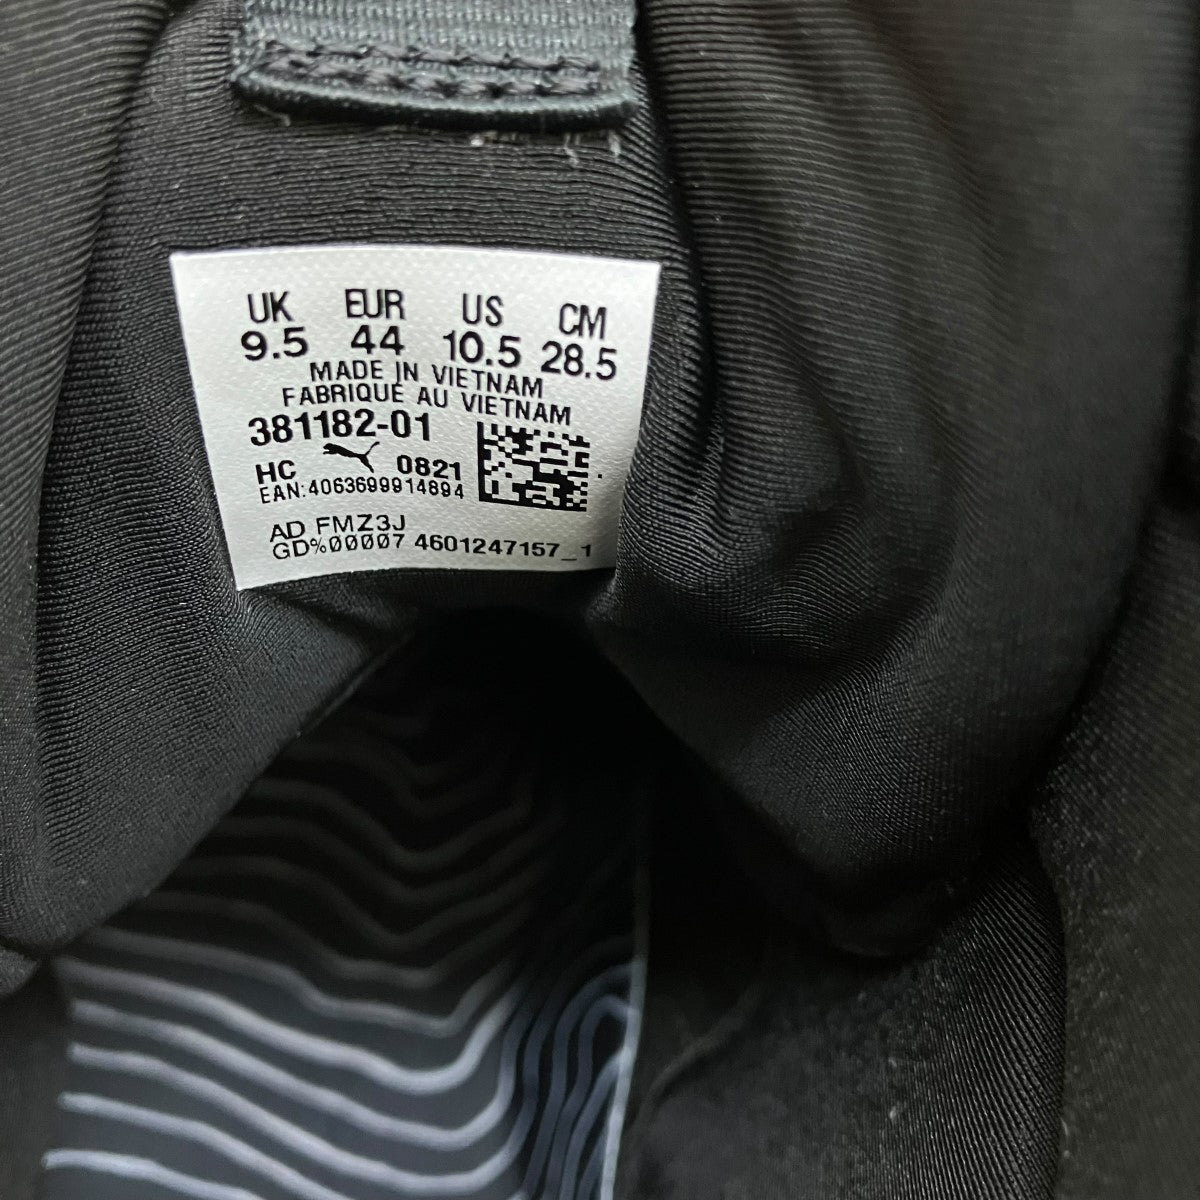 UK EUR US CM
9.5 44 10.5 28.5
MADE IN VIETNAM
FABRIQUÉ AU VIETNAM
381182-01
HC 0821
EAN:4063699914894
AD FMZ3J
GD%00007 4601247157_1